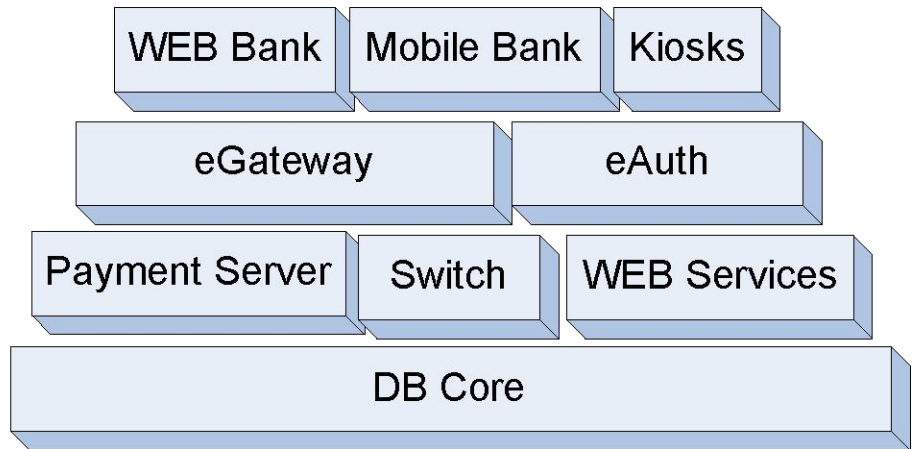 WEB Bank
Mobile Bank
Kiosks
eGateway
eAuth
Payment Server
Switch
WEB Services
DB Core